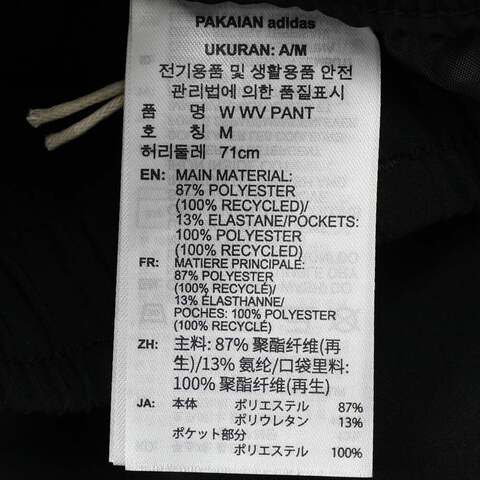 PAKAIAN adidas
UKURAN: A/M
전기용품 및 생활용품 안전
관리법에 의한 품질표시
품 명 W WV PANT
호 칭 M
허리둘레 71cm
EN: MAIN MATERIAL:
87% POLYESTER
(100% RECYCLED)/
13% ELASTANE/POCKETS:
100% POLYESTER
(100% RECYCLED)
FR: MATIERE PRINCIPALE:
87% POLYESTER
(100% RECYCLÉ)/
13% ÉLASTHANNE/
POCHES: 100% POLYESTER
(100% RECYCLÉ)
ZH: 主料: 87% 聚酯纤维(再
生)/13% 氨纶/口袋里料:
100% 聚酯纤维(再生)
JA: 本体 ポリエステル 87%
ポリウレタン 13%
ポケット部分
ポリエステル 100%